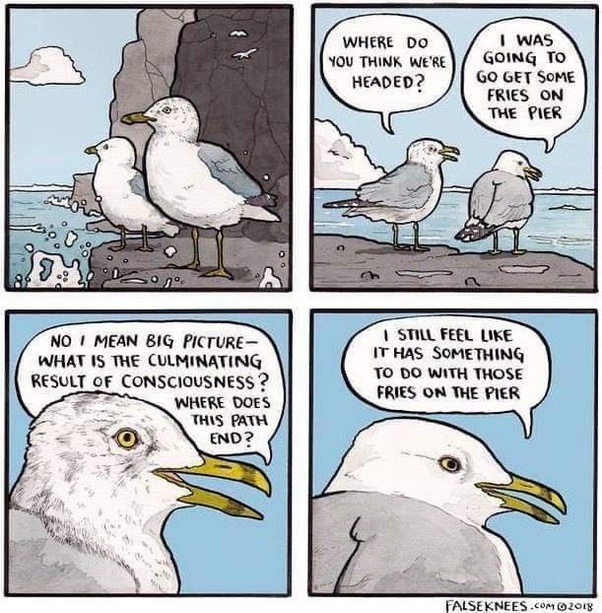 WHERE DO
YOU THINK WE'RE
HEADED?
I WAS
GOING TO
GO GET SOME
FRIES ON
THE PIER
NO I MEAN BIG PICTURE—
WHAT IS THE CULMINATING
RESULT OF CONSCIOUSNESS?
WHERE DOES
THIS PATH
END?
I STILL FEEL LIKE
IT HAS SOMETHING
TO DO WITH THOSE
FRIES ON THE PIER
FALSEKNEES.COM©2018